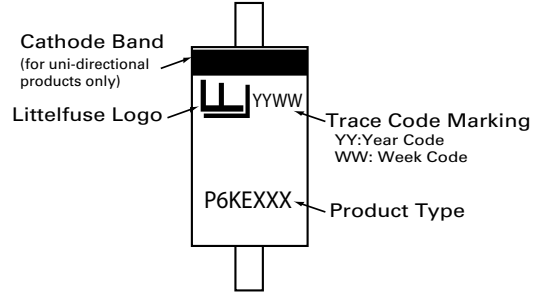 Cathode Band
(for uni-directional
products only)
Littelfuse Logo
YYWW
Trace Code Marking
YY:Year Code
WW: Week Code
P6KEXXX
Product Type